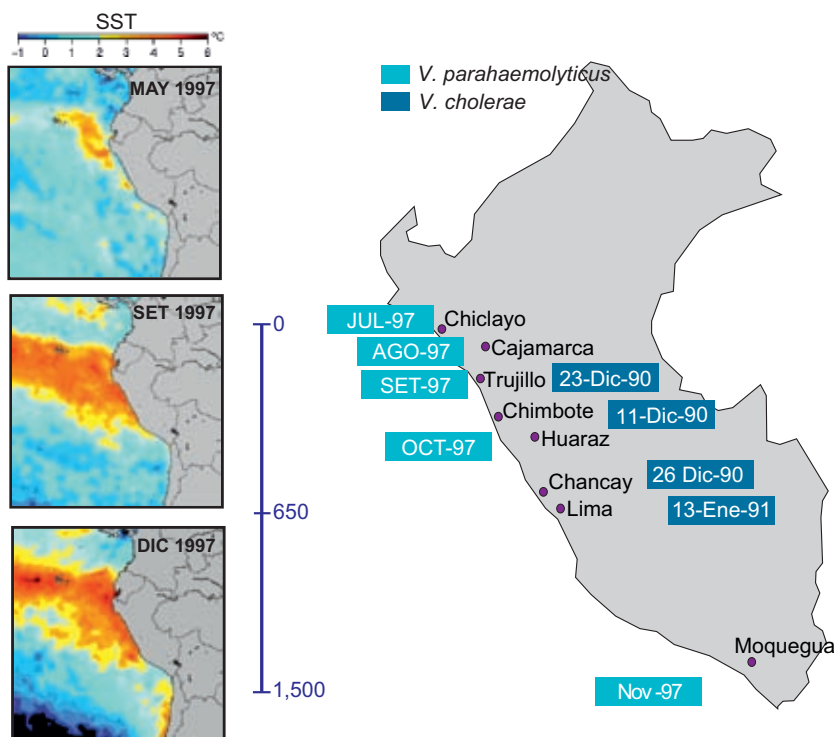 SST
°C
-1 0 1 2 3 4 5 6
MAY 1997
SET 1997
DIC 1997
V. parahaemolyticus
V. cholerae
0
650
1,500
JUL-97 Chiclayo
AGO-97 Cajamarca
SET-97 Trujillo 23-Dic-90
Chimbote 11-Dic-90
OCT-97 Huaraz
Chancay 26 Dic-90
Lima 13-Ene-91
Moquegua
Nov -97